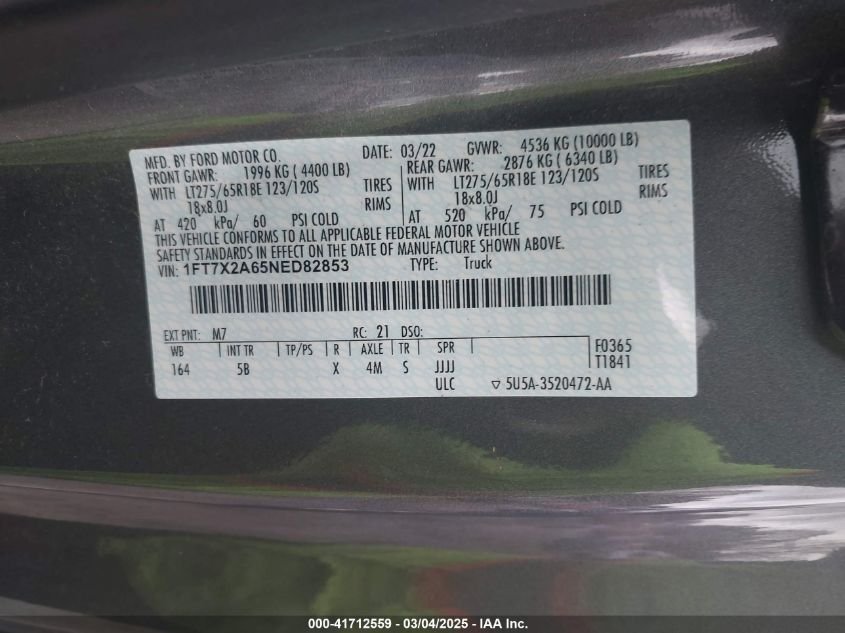 MFD. BY FORD MOTOR CO. DATE: 03/22 GVWR: 4536 KG (10000 LB)
FRONT GAWR: 1996 KG ( 4400 LB) REAR GAWR: 2876 KG ( 6340 LB)
WITH LT275/65R18E 123/120S TIRES WITH LT275/65R18E 123/120S TIRES
18x8.0J RIMS 18x8.0J RIMS
AT 420 kPa/ 60 PSI COLD AT 520 kPa/ 75 PSI COLD
THIS VEHICLE CONFORMS TO ALL APPLICABLE FEDERAL MOTOR VEHICLE
SAFETY STANDARDS IN EFFECT ON THE DATE OF MANUFACTURE SHOWN ABOVE.
VIN: 1FT7X2A65NED82853 TYPE: Truck
EXT PNT: M7 RC: 21 DSO:
WB INT TR TP/PS R AXLE TR SPR F0365
164 5B X 4M S JJJJ T1841
ULC ▽ 5U5A-3520472-AA
000-41712559 - 03/04/2025 - IAA Inc.